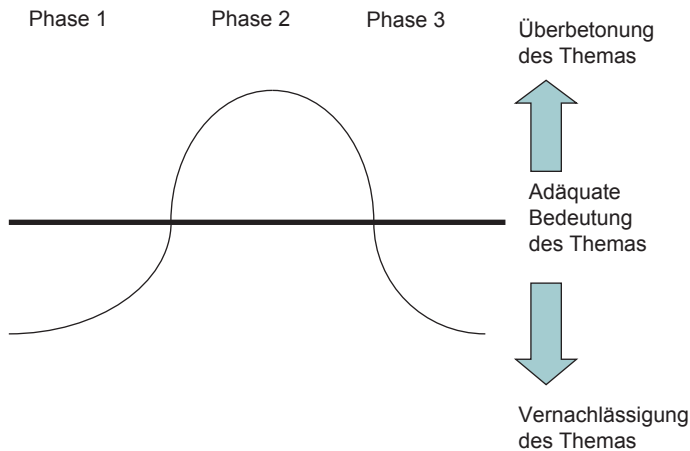 Phase 1
Phase 2
Phase 3
Überbetonung
des Themas
Adäquate
Bedeutung
des Themas
Vernachlässigung
des Themas